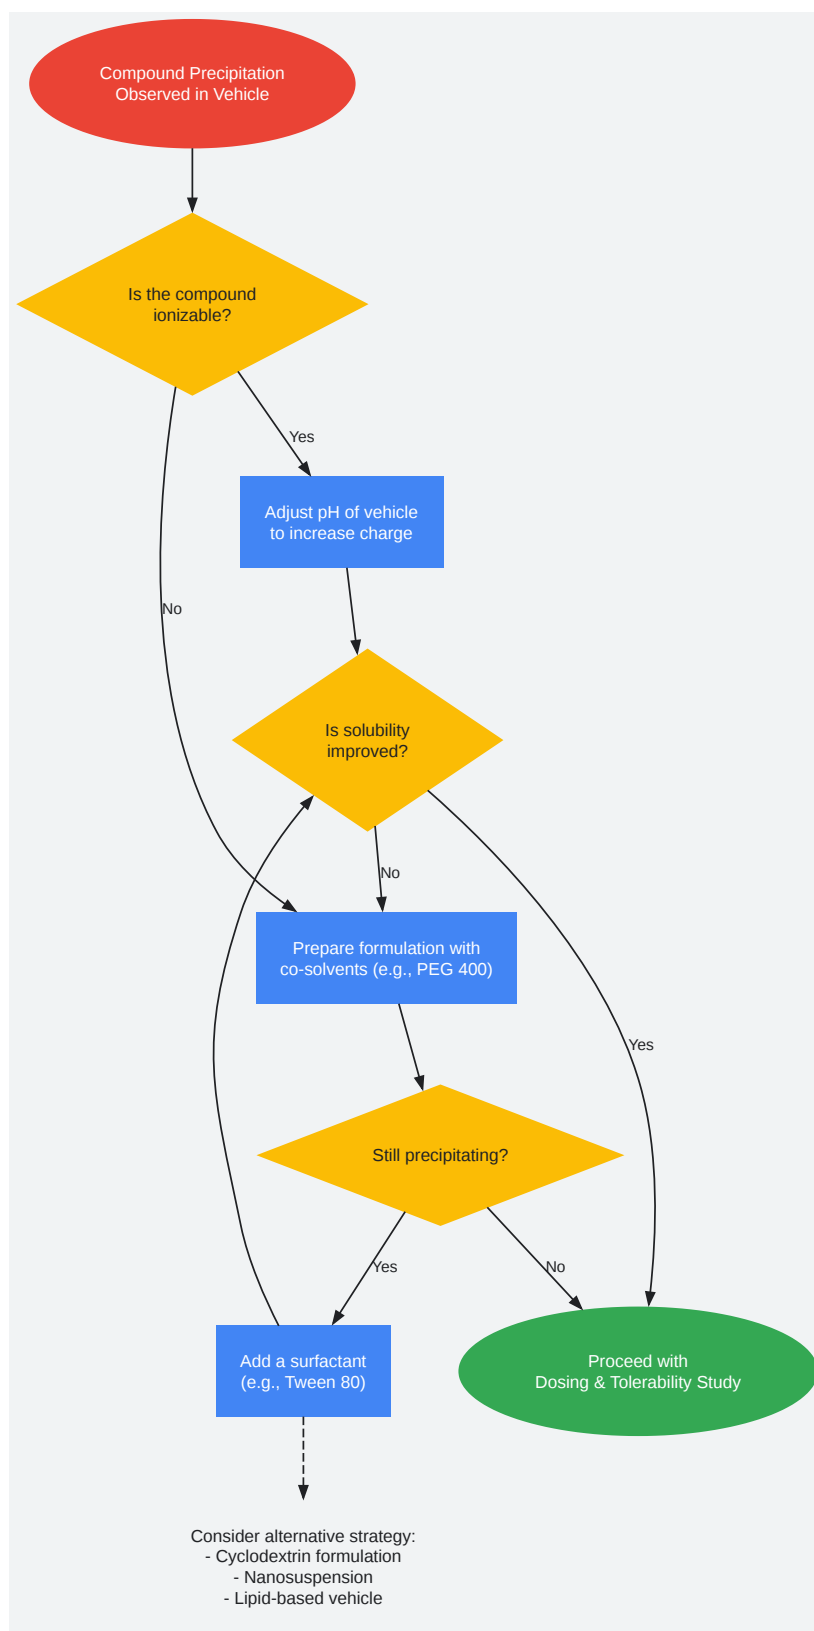 Compound Precipitation
Observed in Vehicle
Is the compound
ionizable?
Yes
Adjust pH of vehicle
to increase charge
No
Is solubility
improved?
No
Prepare formulation with
co-solvents (e.g., PEG 400)
Yes
Still precipitating?
Yes
No
Add a surfactant
(e.g., Tween 80)
Proceed with
Dosing & Tolerability Study
Consider alternative strategy:
- Cyclodextrin formulation
- Nanosuspension
- Lipid-based vehicle